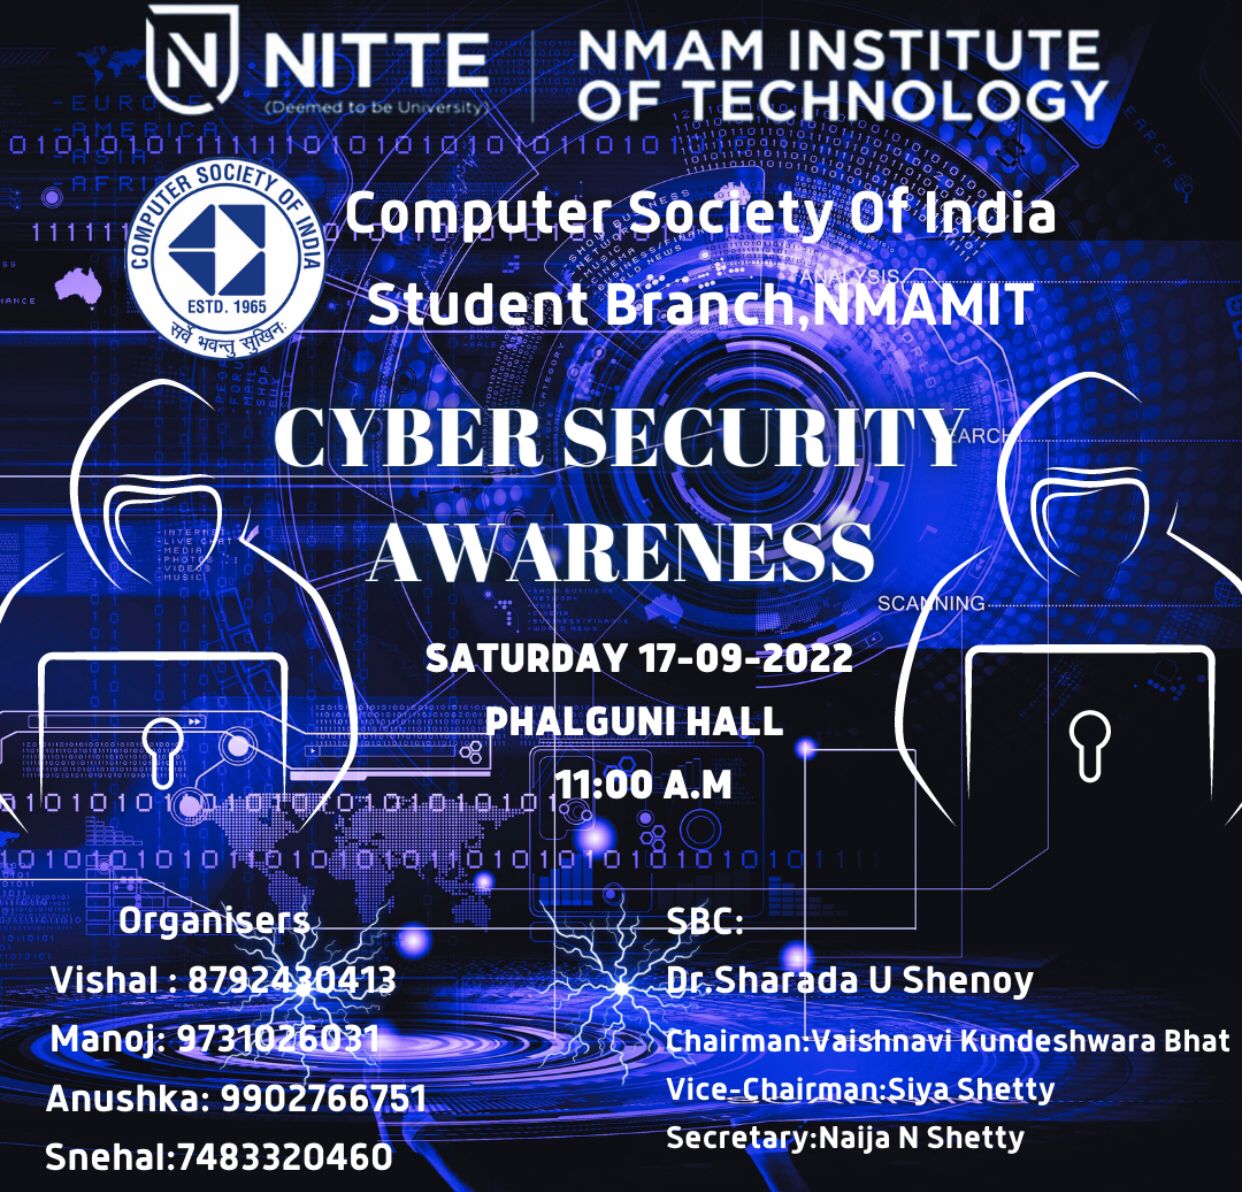 NITTE
(Deemed to be University)
NMAM INSTITUTE
OF TECHNOLOGY
COMPUTER SOCIETY OF INDIA
ESTD. 1965
सर्वे भवन्तु सुखिनः
Computer Society Of India
Student Branch,NMAMIT
ANALYSIS
CYBER SECURITY
SEARCH
AWARENESS
SCANNING
SATURDAY 17-09-2022
PHALGUNI HALL
11:00 A.M
Organisers
Vishal : 8792430413
Manoj: 9731026031
Anushka: 9902766751
Snehal:7483320460
SBC:
Dr.Sharada U Shenoy
Chairman:Vaishnavi Kundeshwara Bhat
Vice-Chairman:Siya Shetty
Secretary:Naija N Shetty